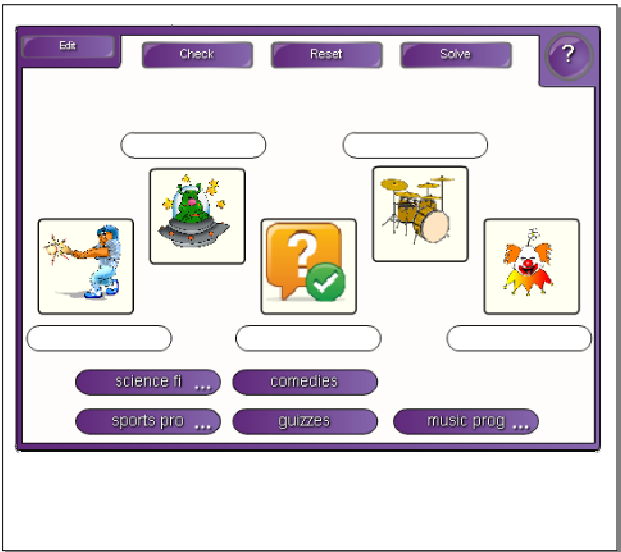 Edit
Check
Reset
Solve
?
?
science fi ...
comedies
sports pro ...
guizzes
music prog ...